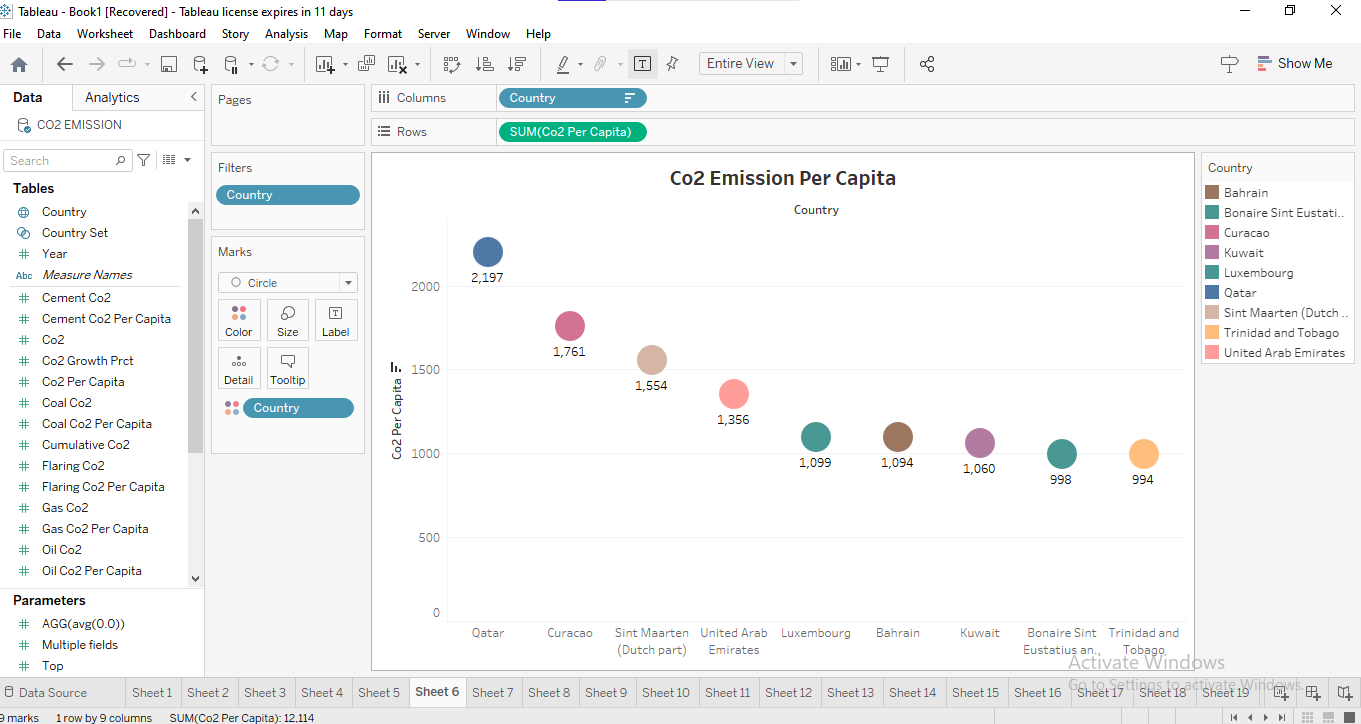 Tableau - Book1 [Recovered] - Tableau license expires in 11 days
File Data Worksheet Dashboard Story Analysis Map Format Server Window Help
Entire View
Show Me
Data Analytics
CO2 EMISSION
Search
Tables
Country
Country Set
Year
Abc Measure Names
Cement Co2
Cement Co2 Per Capita
Co2
Co2 Growth Prct
Co2 Per Capita
Coal Co2
Coal Co2 Per Capita
Cumulative Co2
Flaring Co2
Flaring Co2 Per Capita
Gas Co2
Gas Co2 Per Capita
Oil Co2
Oil Co2 Per Capita
Parameters
AGG(avg(0.0))
Multiple fields
Top
Pages
Filters
Country
Marks
Circle
Color Size Label
Detail Tooltip
Country
Columns Country
Rows SUM(Co2 Per Capita)
Co2 Emission Per Capita
Country
Co2 Per Capita
2000
1500
1000
500
0
2,197
1,761
1,554
1,356
1,099
1,094
1,060
998
994
Qatar
Curacao
Sint Maarten
(Dutch part)
United Arab
Emirates
Luxembourg
Bahrain
Kuwait
Bonaire Sint
Eustatius an..
Trinidad and
Tobago
Country
Bahrain
Bonaire Sint Eustati..
Curacao
Kuwait
Luxembourg
Qatar
Sint Maarten (Dutch ..
Trinidad and Tobago
United Arab Emirates
Activate Windows
Go to Settings to activate Windows.
Data Source Sheet 1 Sheet 2 Sheet 3 Sheet 4 Sheet 5 Sheet 6 Sheet 7 Sheet 8 Sheet 9 Sheet 10 Sheet 11 Sheet 12 Sheet 13 Sheet 14 Sheet 15 Sheet 16 Sheet 17 Sheet 18 Sheet 19
9 marks 1 row by 9 columns SUM(Co2 Per Capita): 12,114